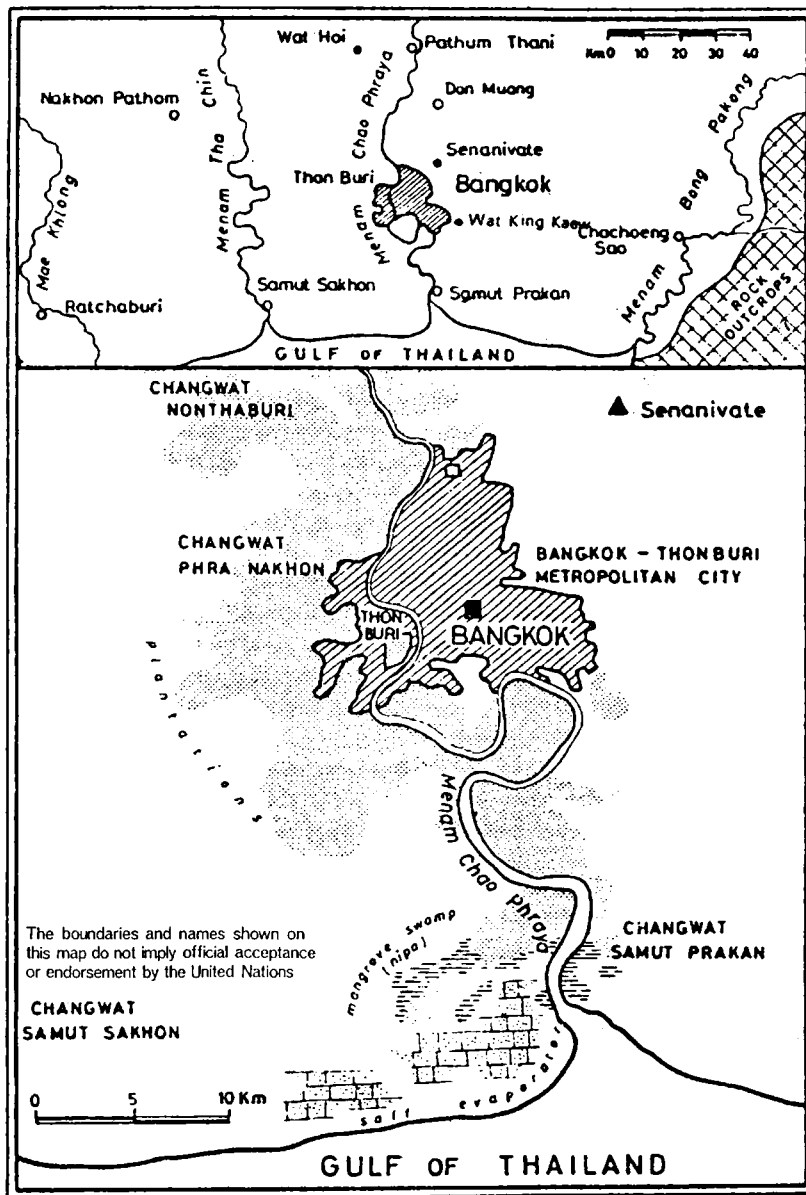 Wat Hoi
Pathum Thani
Km0 10 20 30 40
Nakhon Pathom
Menam Tha Chin
Chao Phraya
Don Muang
Bang Pakong
Senanivate
Thon Buri
Bangkok
Wat King Kaew
Chachoeng
Sao
Mae Khlong
Menam
Menam
Ratchaburi
Samut Sakhon
Samut Prakan
ROCK
OUTCROPS
GULF OF THAILAND
CHANGWAT
NONTHABURI
Senanivate
CHANGWAT
PHRA NAKHON
BANGKOK – THONBURI
METROPOLITAN CITY
THON
BURI
BANGKOK
plantations
Menam Chao Phraya
The boundaries and names shown on
this map do not imply official acceptance
or endorsement by the United Nations
mangrove swamp
(nipa)
CHANGWAT
SAMUT PRAKAN
CHANGWAT
SAMUT SAKHON
0 5 10 Km
salt evaporater
GULF OF THAILAND